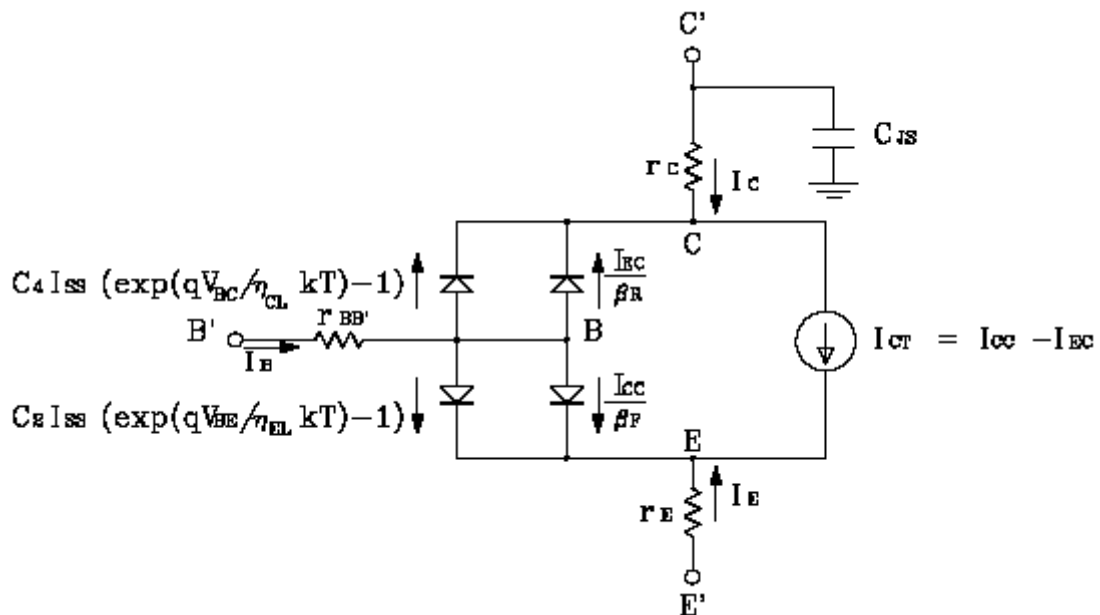 C'
CJS
rC
IC
C
C4 ISS (exp(qVBC/ηCL kT)−1)
IEC
βR
B'
rBB'
B
IB
ICT = ICC −IEC
C2 ISS (exp(qVBE/ηEL kT)−1)
ICC
βF
E
rE
IE
E'